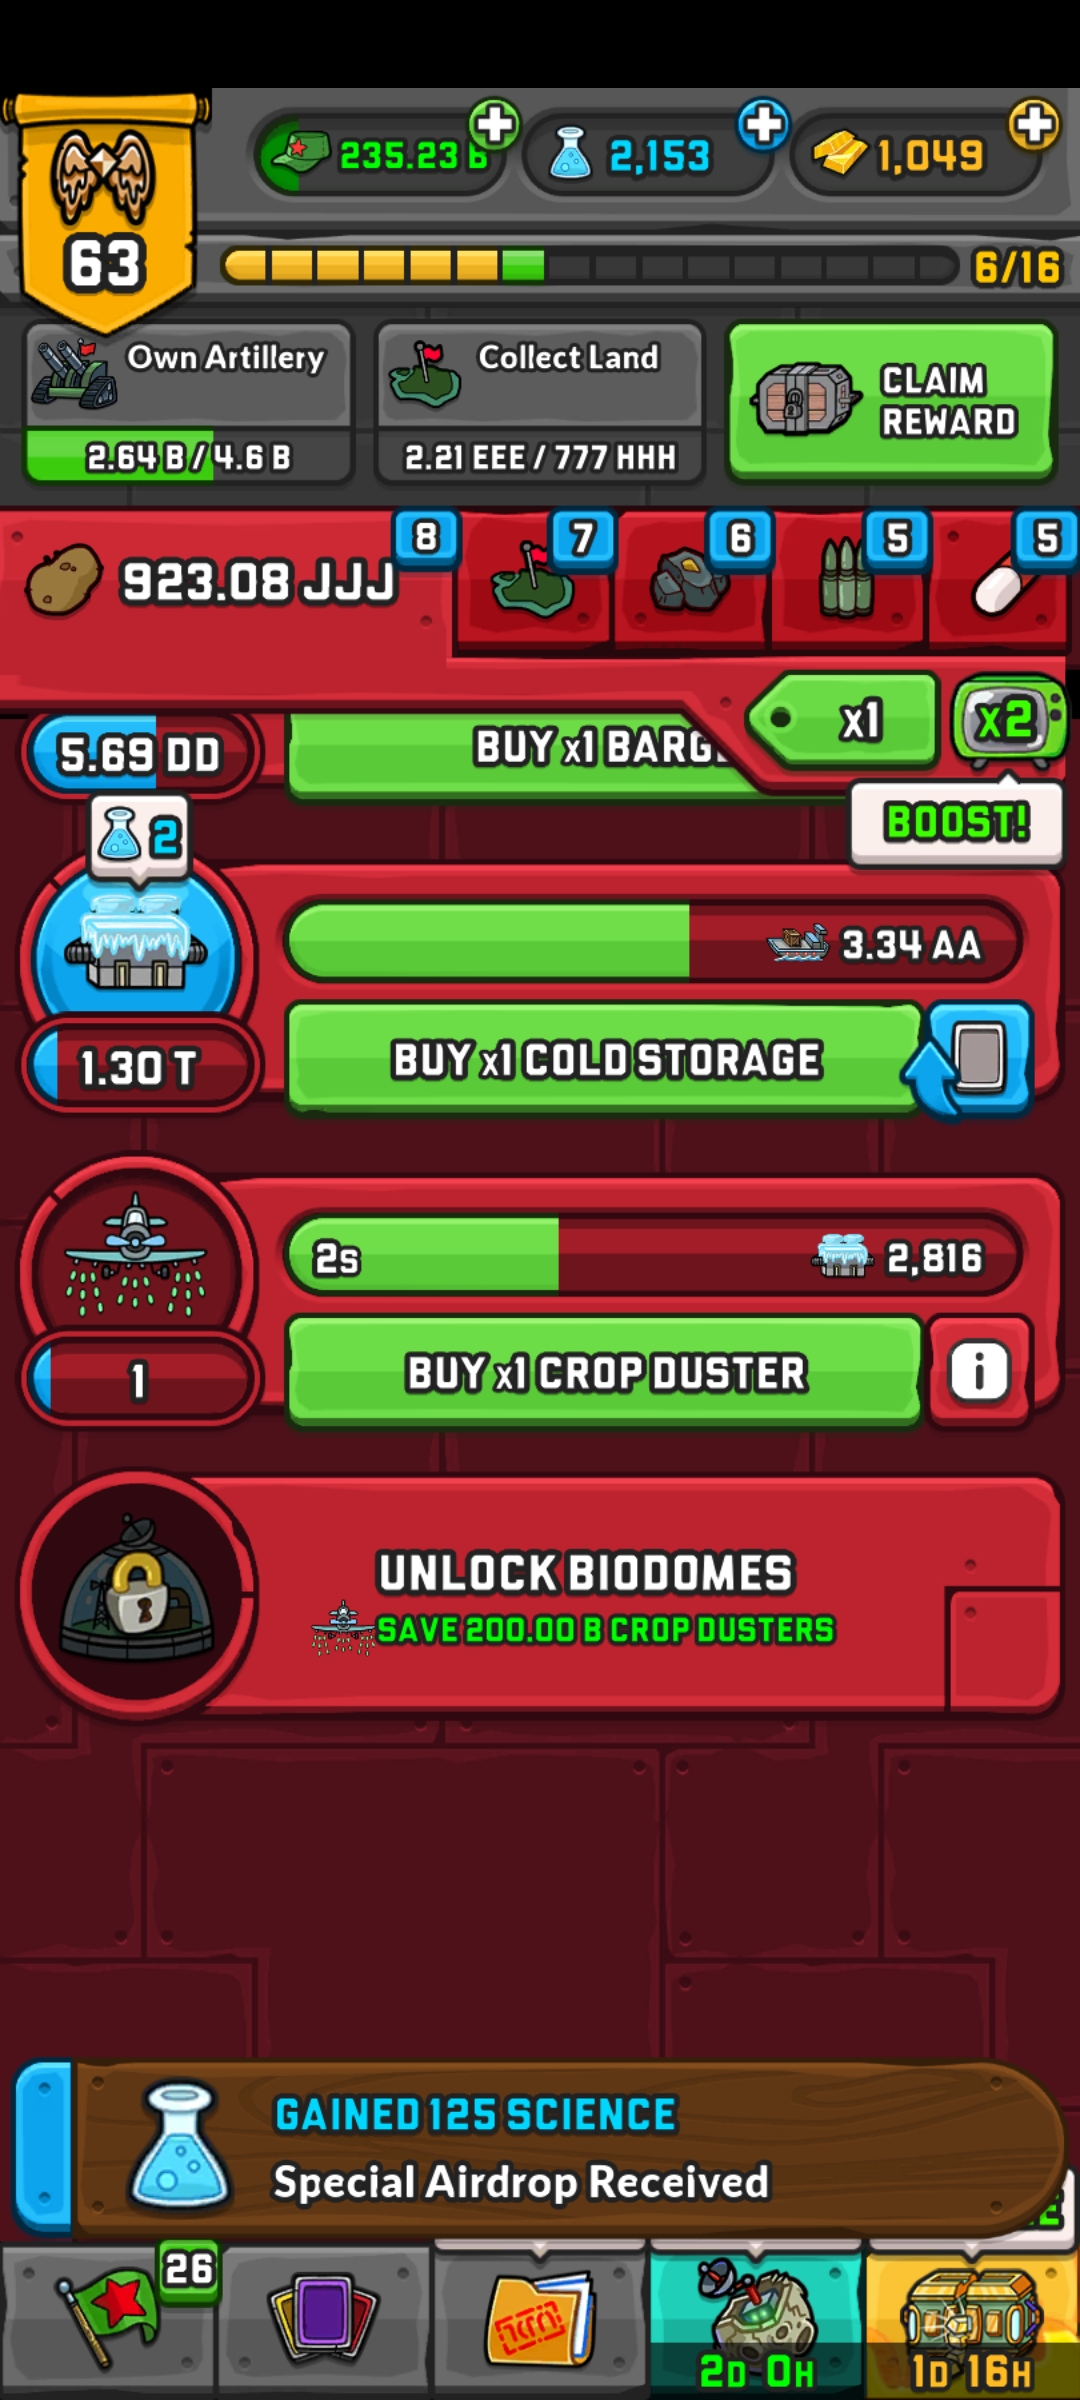 235.23 B
2,153
1,049
63
6/16
Own Artillery
Collect Land
CLAIM
REWARD
2.64 B / 4.6 B
2.21 EEE / 777 HHH
923.08 JJJ
8
7
6
5
5
x1
x2
5.69 DD
BUY x1 BARG
BOOST!
2
3.34 AA
1.30 T
BUY x1 COLD STORAGE
2s
2,816
1
BUY x1 CROP DUSTER
i
UNLOCK BIODOMES
SAVE 200.00 B CROP DUSTERS
GAINED 125 SCIENCE
Special Airdrop Received
26
2D 0H
1D 16H